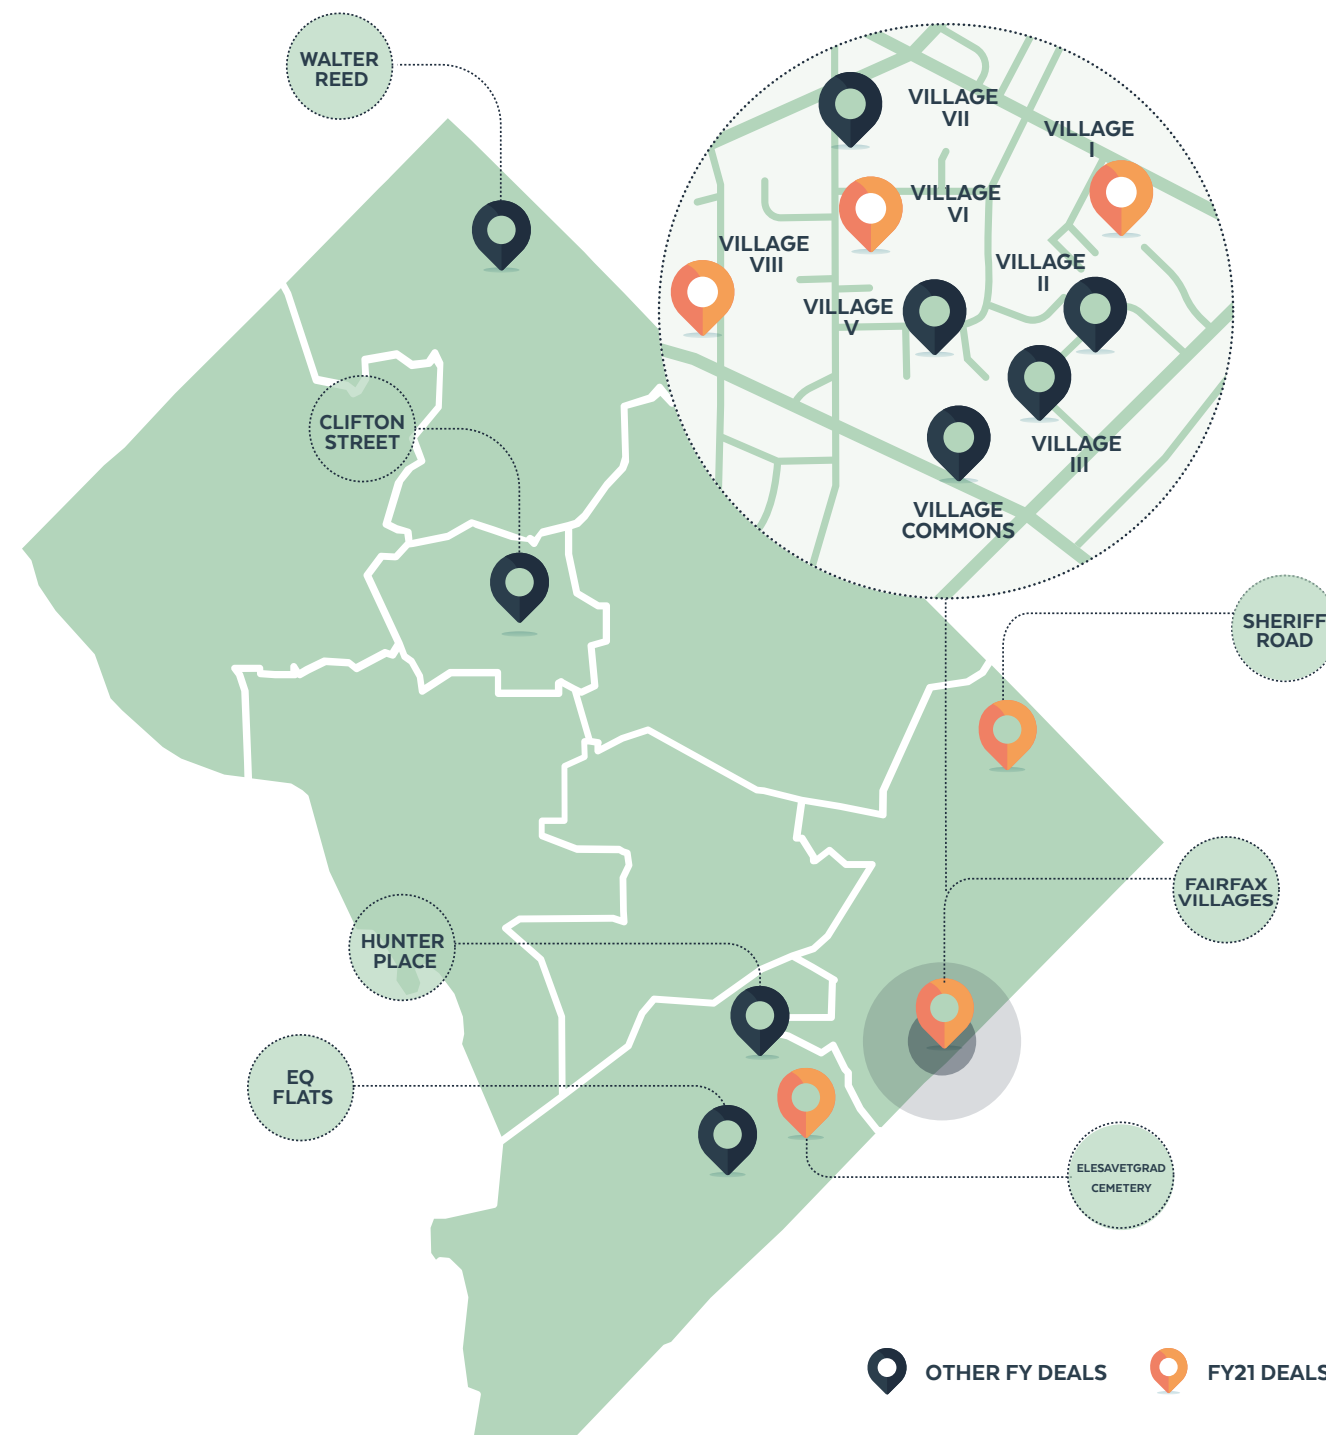 WALTER
REED
VILLAGE
VII
VILLAGE
I
VILLAGE
VI
VILLAGE
VIII
VILLAGE
II
VILLAGE
V
CLIFTON
STREET
VILLAGE
III
VILLAGE
COMMONS
SHERIFF
ROAD
FAIRFAX
VILLAGES
HUNTER
PLACE
EQ
FLATS
ELESAVETGRAD
CEMETERY
OTHER FY DEALS
FY21 DEALS